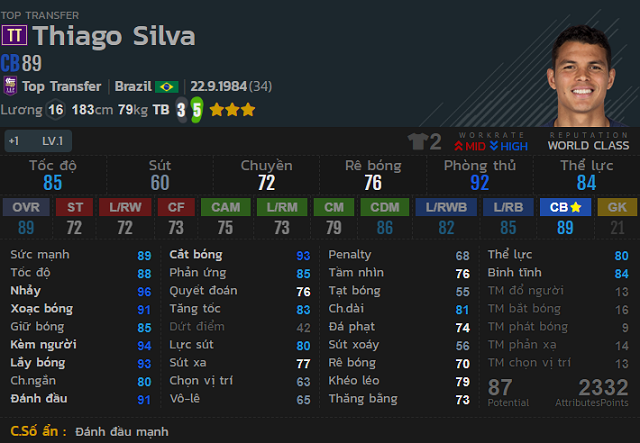 TOP TRANSFER
TT Thiago Silva
CB 89
Top Transfer Brazil 22.9.1984 (34)
Lương 16 183cm 79kg TB 3 5
+1 LV.1 2 WORKRATE MID HIGH REPUTATION WORLD CLASS
Tốc độ Sút Chuyền Rê bóng Phòng thủ Thể lực
85 60 72 76 92 84
OVR ST L/RW CF CAM L/RM CM CDM L/RWB L/RB CB GK
89 72 72 73 75 73 79 86 82 85 89 21
Sức mạnh 89 Cắt bóng 93 Penalty 68 Thể lực 80
Tốc độ 88 Phản ứng 85 Tầm nhìn 76 Bình tĩnh 84
Nhảy 96 Quyết đoán 76 Tạt bóng 55 TM đổ người 13
Xoạc bóng 91 Tăng tốc 83 Ch.dài 81 TM bắt bóng 16
Giữ bóng 85 Dứt điểm 42 Đá phạt 74 TM phát bóng 9
Kèm người 94 Lực sút 80 Sút xoáy 56 TM phản xạ 14
Lấy bóng 93 Sút xa 77 Rê bóng 70 TM chọn vị trí 13
Ch.ngắn 80 Chọn vị trí 63 Khéo léo 79 87 2332
Đánh đầu 91 Vô-lê 65 Thăng bằng 73 Potential AttributesPoints
C.Số ẩn : Đánh đầu mạnh